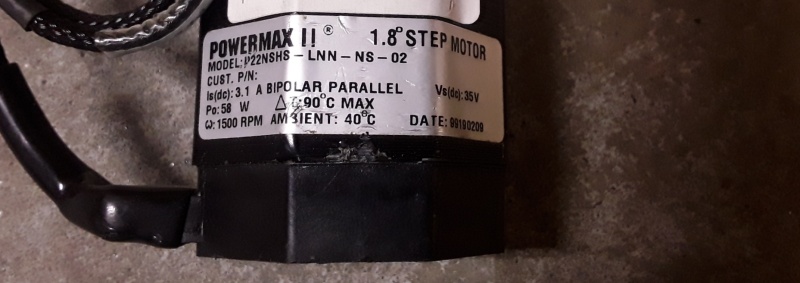 POWERMAX II ® 1.8° STEP MOTOR
MODEL: P22NSHS-LNN-NS-02
CUST. P/N:
Is(dc): 3.1 A BIPOLAR PARALLEL Vs(dc): 35V
Po: 58 W Δ t: 90°C MAX
ω: 1500 RPM AMBIENT: 40°C DATE: 99190209